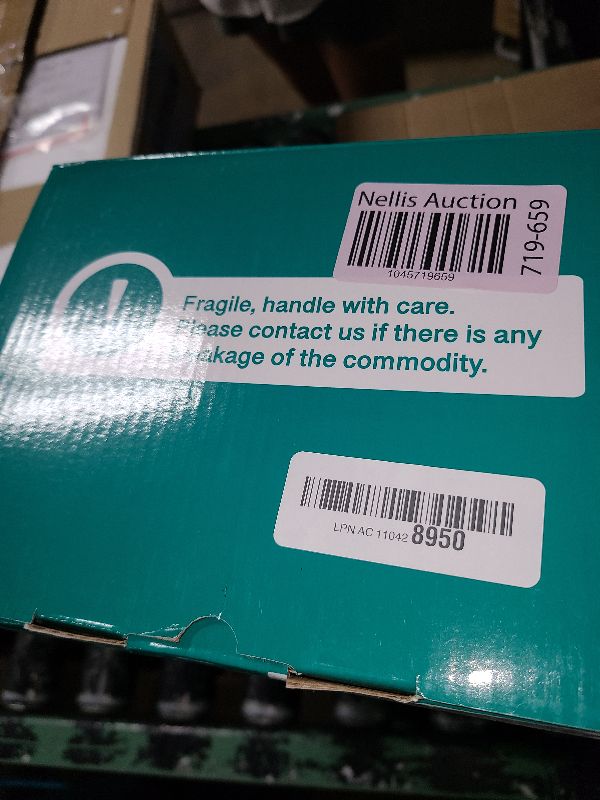 Nellis Auction
1045719659
719-659
Fragile, handle with care.
Please contact us if there is any
of the commodity.
LPN AC 11042 8950